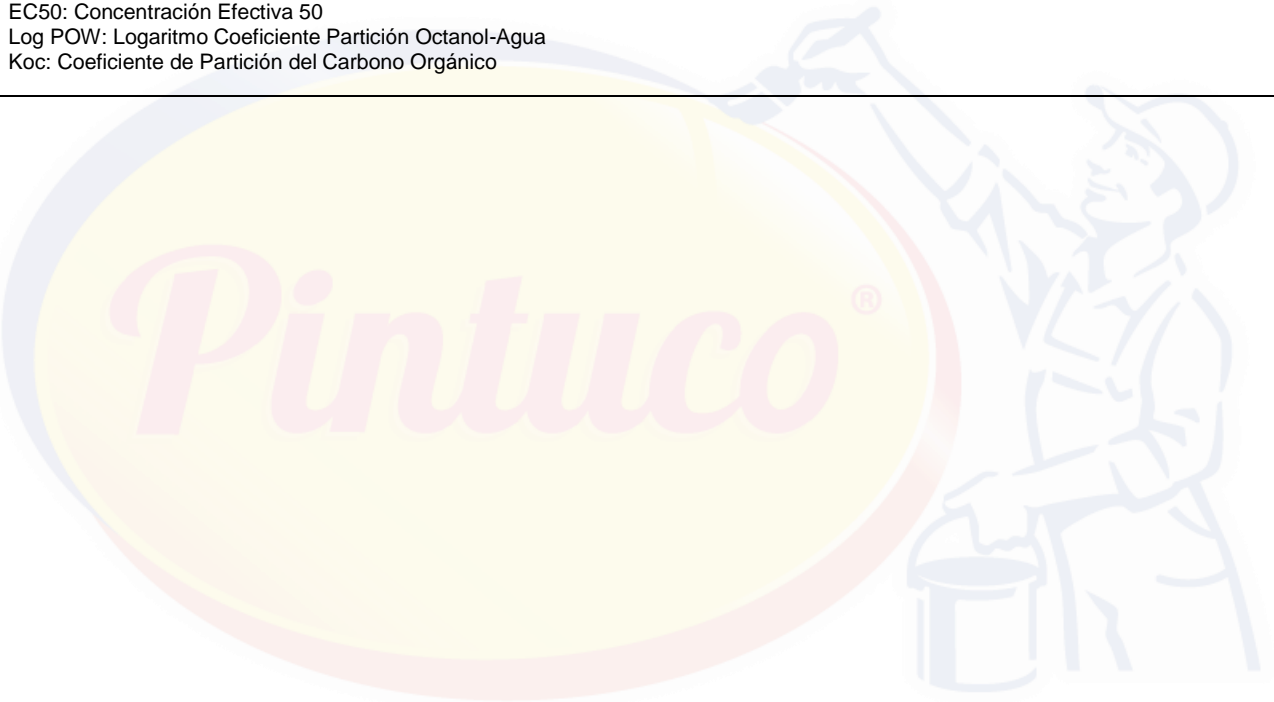 EC50: Concentración Efectiva 50
Log POW: Logaritmo Coeficiente Partición Octanol-Agua
Koc: Coeficiente de Partición del Carbono Orgánico
Pintuco®